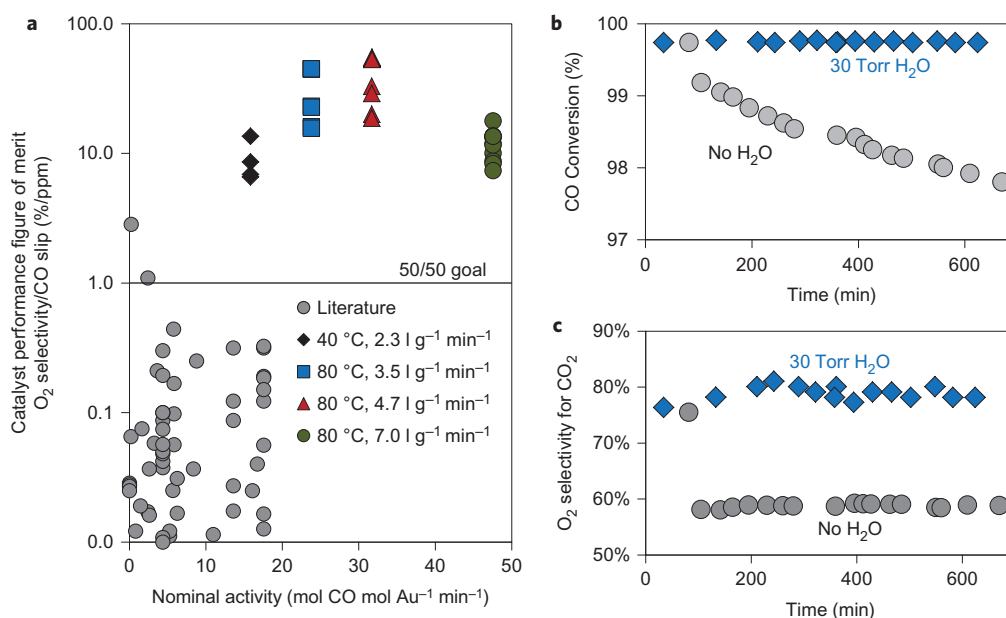 a
Catalyst performance figure of merit
O₂ selectivity/CO slip (%/ppm)
100.0
10.0
1.0
0.1
0.0
50/50 goal
Literature
40 °C, 2.3 l g⁻¹ min⁻¹
80 °C, 3.5 l g⁻¹ min⁻¹
80 °C, 4.7 l g⁻¹ min⁻¹
80 °C, 7.0 l g⁻¹ min⁻¹
0 10 20 30 40 50
Nominal activity (mol CO mol Au⁻¹ min⁻¹)
b
CO Conversion (%)
100
99
98
97
30 Torr H₂O
No H₂O
0 200 400 600
Time (min)
c
O₂ selectivity for CO₂
90%
80%
70%
60%
50%
30 Torr H₂O
No H₂O
0 200 400 600
Time (min)